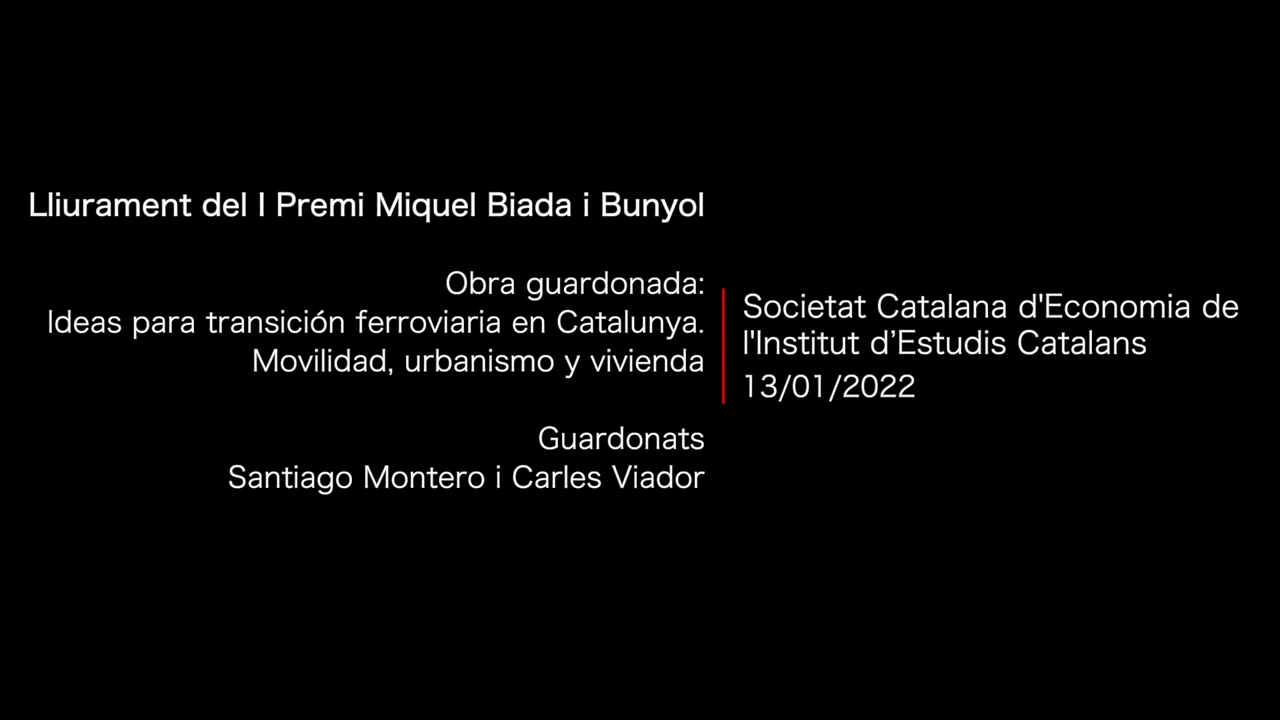 Lliurament del I Premi Miquel Biada i Bunyol
Obra guardonada:
Ideas para transición ferroviaria en Catalunya.
Movilidad, urbanismo y vivienda
Guardonats
Santiago Montero i Carles Viador
Societat Catalana d'Economia de
l'Institut d’Estudis Catalans
13/01/2022